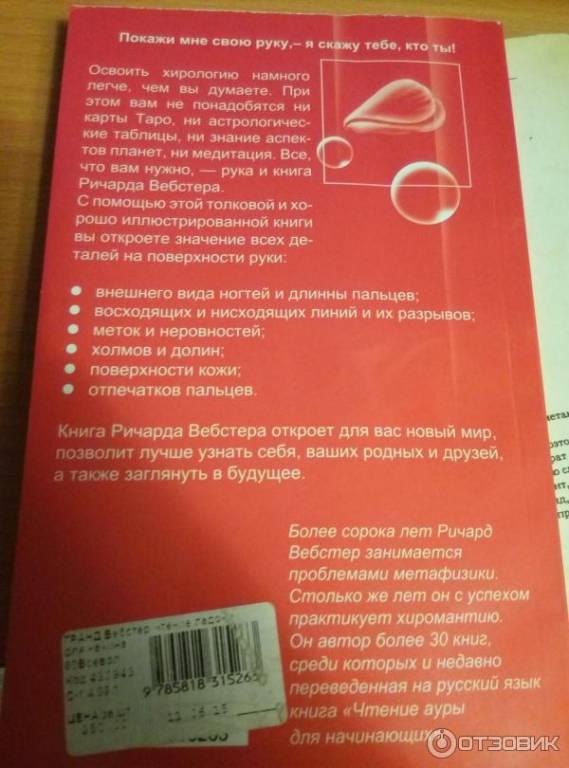 Покажи мне свою руку,– я скажу тебе, кто ты!
Освоить хирологию намного
легче, чем вы думаете. При
этом вам не понадобятся ни
карты Таро, ни астрологичес-
кие таблицы, ни знание аспек-
тов планет, ни медитация. Все,
что вам нужно, — рука и книга
Ричарда Вебстера.
С помощью этой толковой и хо-
рошо иллюстрированной книги
вы откроете значение всех де-
талей на поверхности руки:
● внешнего вида ногтей и длинны пальцев;
● восходящих и нисходящих линий и их разрывов;
● меток и неровностей;
● холмов и долин;
● поверхности кожи;
● отпечатков пальцев.
Книга Ричарда Вебстера откроет для вас новый мир,
позволит лучше узнать себя, ваших родных и друзей,
а также заглянуть в будущее.
Более сорока лет Ричард
Вебстер занимается
проблемами метафизики.
Столько же лет он с успехом
практикует хиромантию.
Он автор более 30 книг,
среди которых и недавно
переведенная на русский язык
книга «Чтение ауры
для начинающих»
ГРАНД Вебстер Чтение
9 785818 31526
ОТЗОВИК